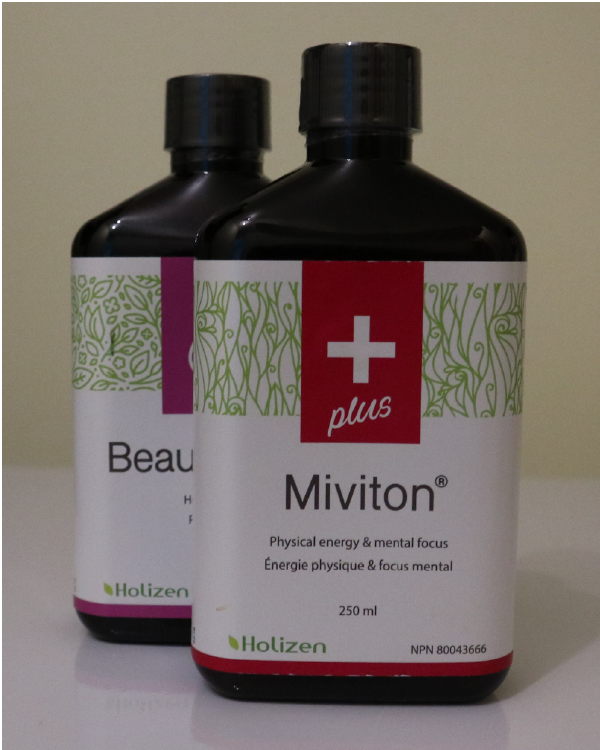 plus
Miviton®
Physical energy & mental focus
Énergie physique & focus mental
250 ml
Holizen
NPN 80043666
Beau
Holizen